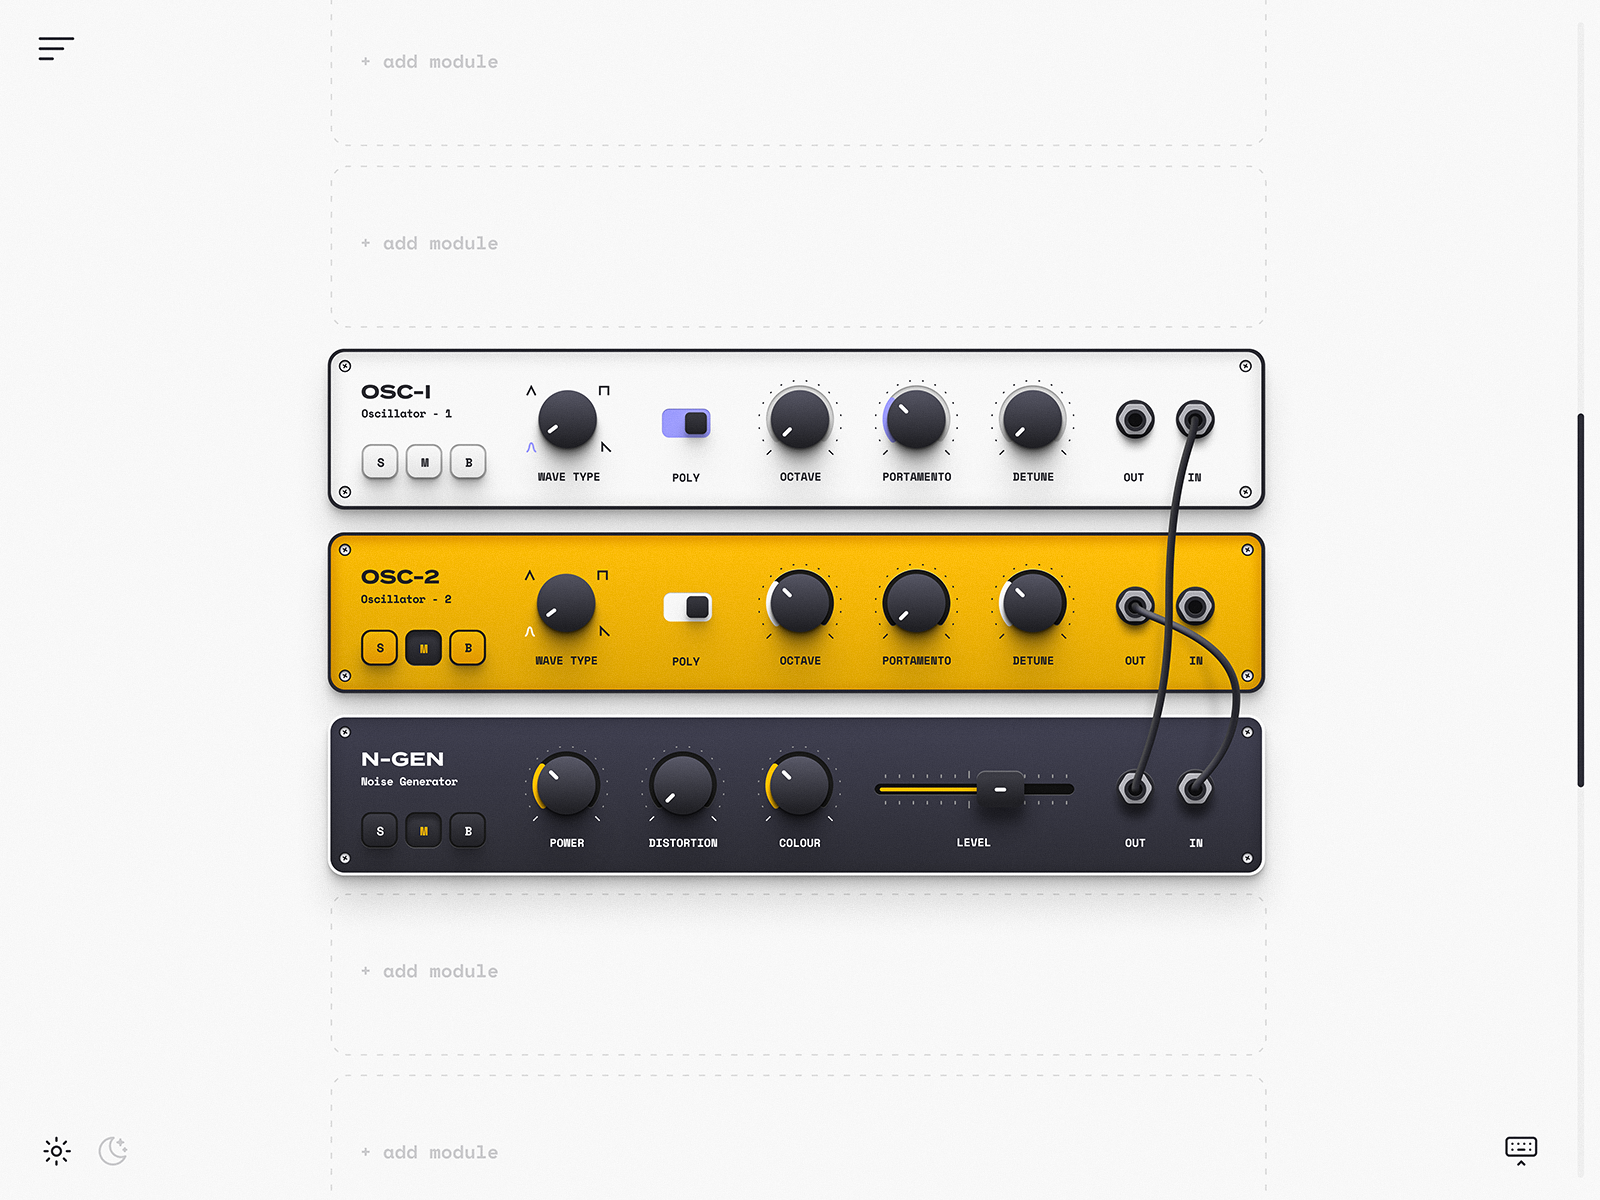 + add module
+ add module
OSC-1
Oscillator - 1
S M B
WAVE TYPE
POLY
OCTAVE
PORTAMENTO
DETUNE
OUT
IN
OSC-2
Oscillator - 2
S M B
WAVE TYPE
POLY
OCTAVE
PORTAMENTO
DETUNE
OUT
IN
N-GEN
Noise Generator
S M B
POWER
DISTORTION
COLOUR
LEVEL
OUT
IN
+ add module
+ add module